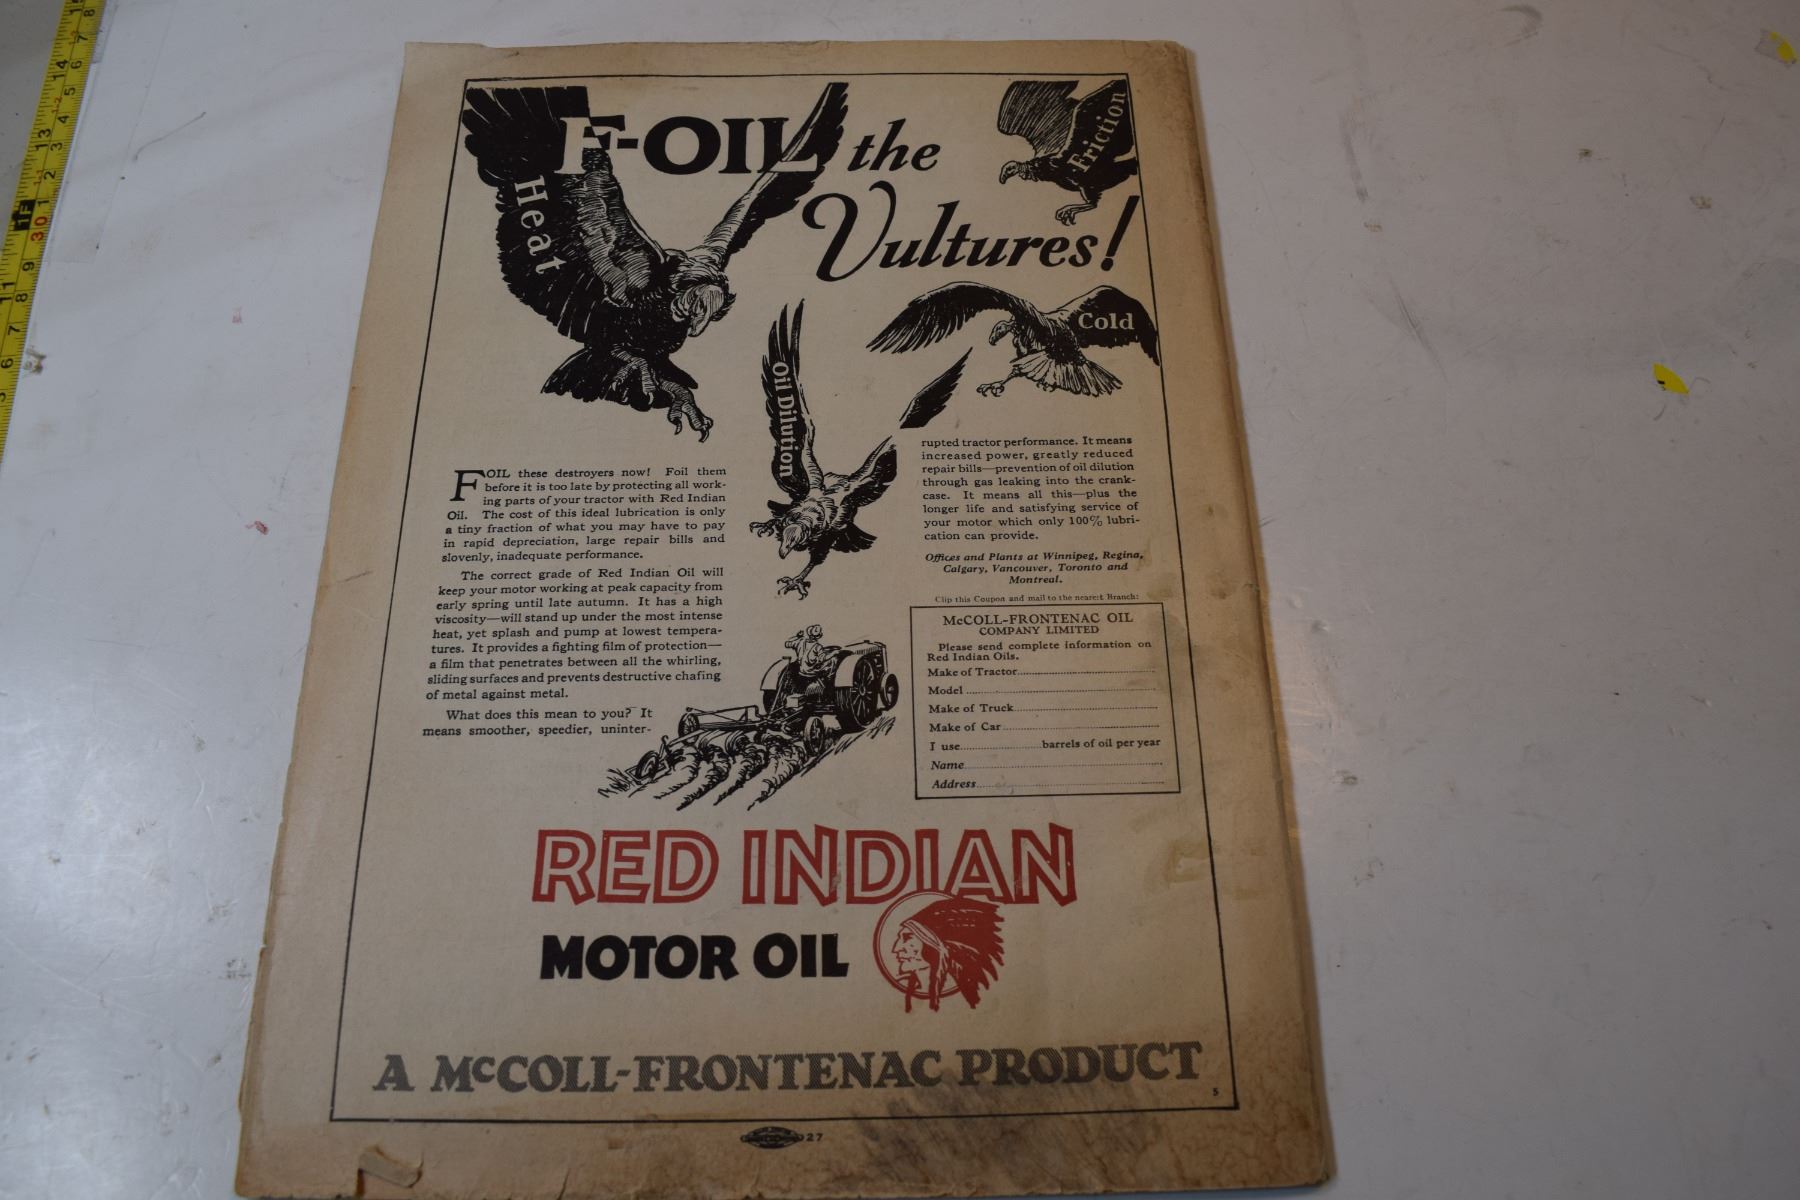 F-OIL the
Vultures!
Heat
Friction
Cold
Oil Dilution
FOIL these destroyers now! Foil them
before it is too late by protecting all work-
ing parts of your tractor with Red Indian
Oil. The cost of this ideal lubrication is only
a tiny fraction of what you may have to pay
in rapid depreciation, large repair bills and
slovenly, inadequate performance.
The correct grade of Red Indian Oil will
keep your motor working at peak capacity from
early spring until late autumn. It has a high
viscosity—will stand up under the most intense
heat, yet splash and pump at lowest tempera-
tures. It provides a fighting film of protection—
a film that penetrates between all the whirling,
sliding surfaces and prevents destructive chafing
of metal against metal.
What does this mean to you? It
means smoother, speedier, uninter-
rupted tractor performance. It means
increased power, greatly reduced
repair bills—prevention of oil dilution
through gas leaking into the crank-
case. It means all this—plus the
longer life and satisfying service of
your motor which only 100% lubri-
cation can provide.
Offices and Plants at Winnipeg, Regina,
Calgary, Vancouver, Toronto and
Montreal.
Clip this Coupon and mail to the nearest Branch:
McCOLL-FRONTENAC OIL
COMPANY LIMITED
Please send complete information on
Red Indian Oils.
Make of Tractor
Model
Make of Truck
Make of Car
I use barrels of oil per year
Name
Address
RED INDIAN
MOTOR OIL
A McCOLL-FRONTENAC PRODUCT
5
27